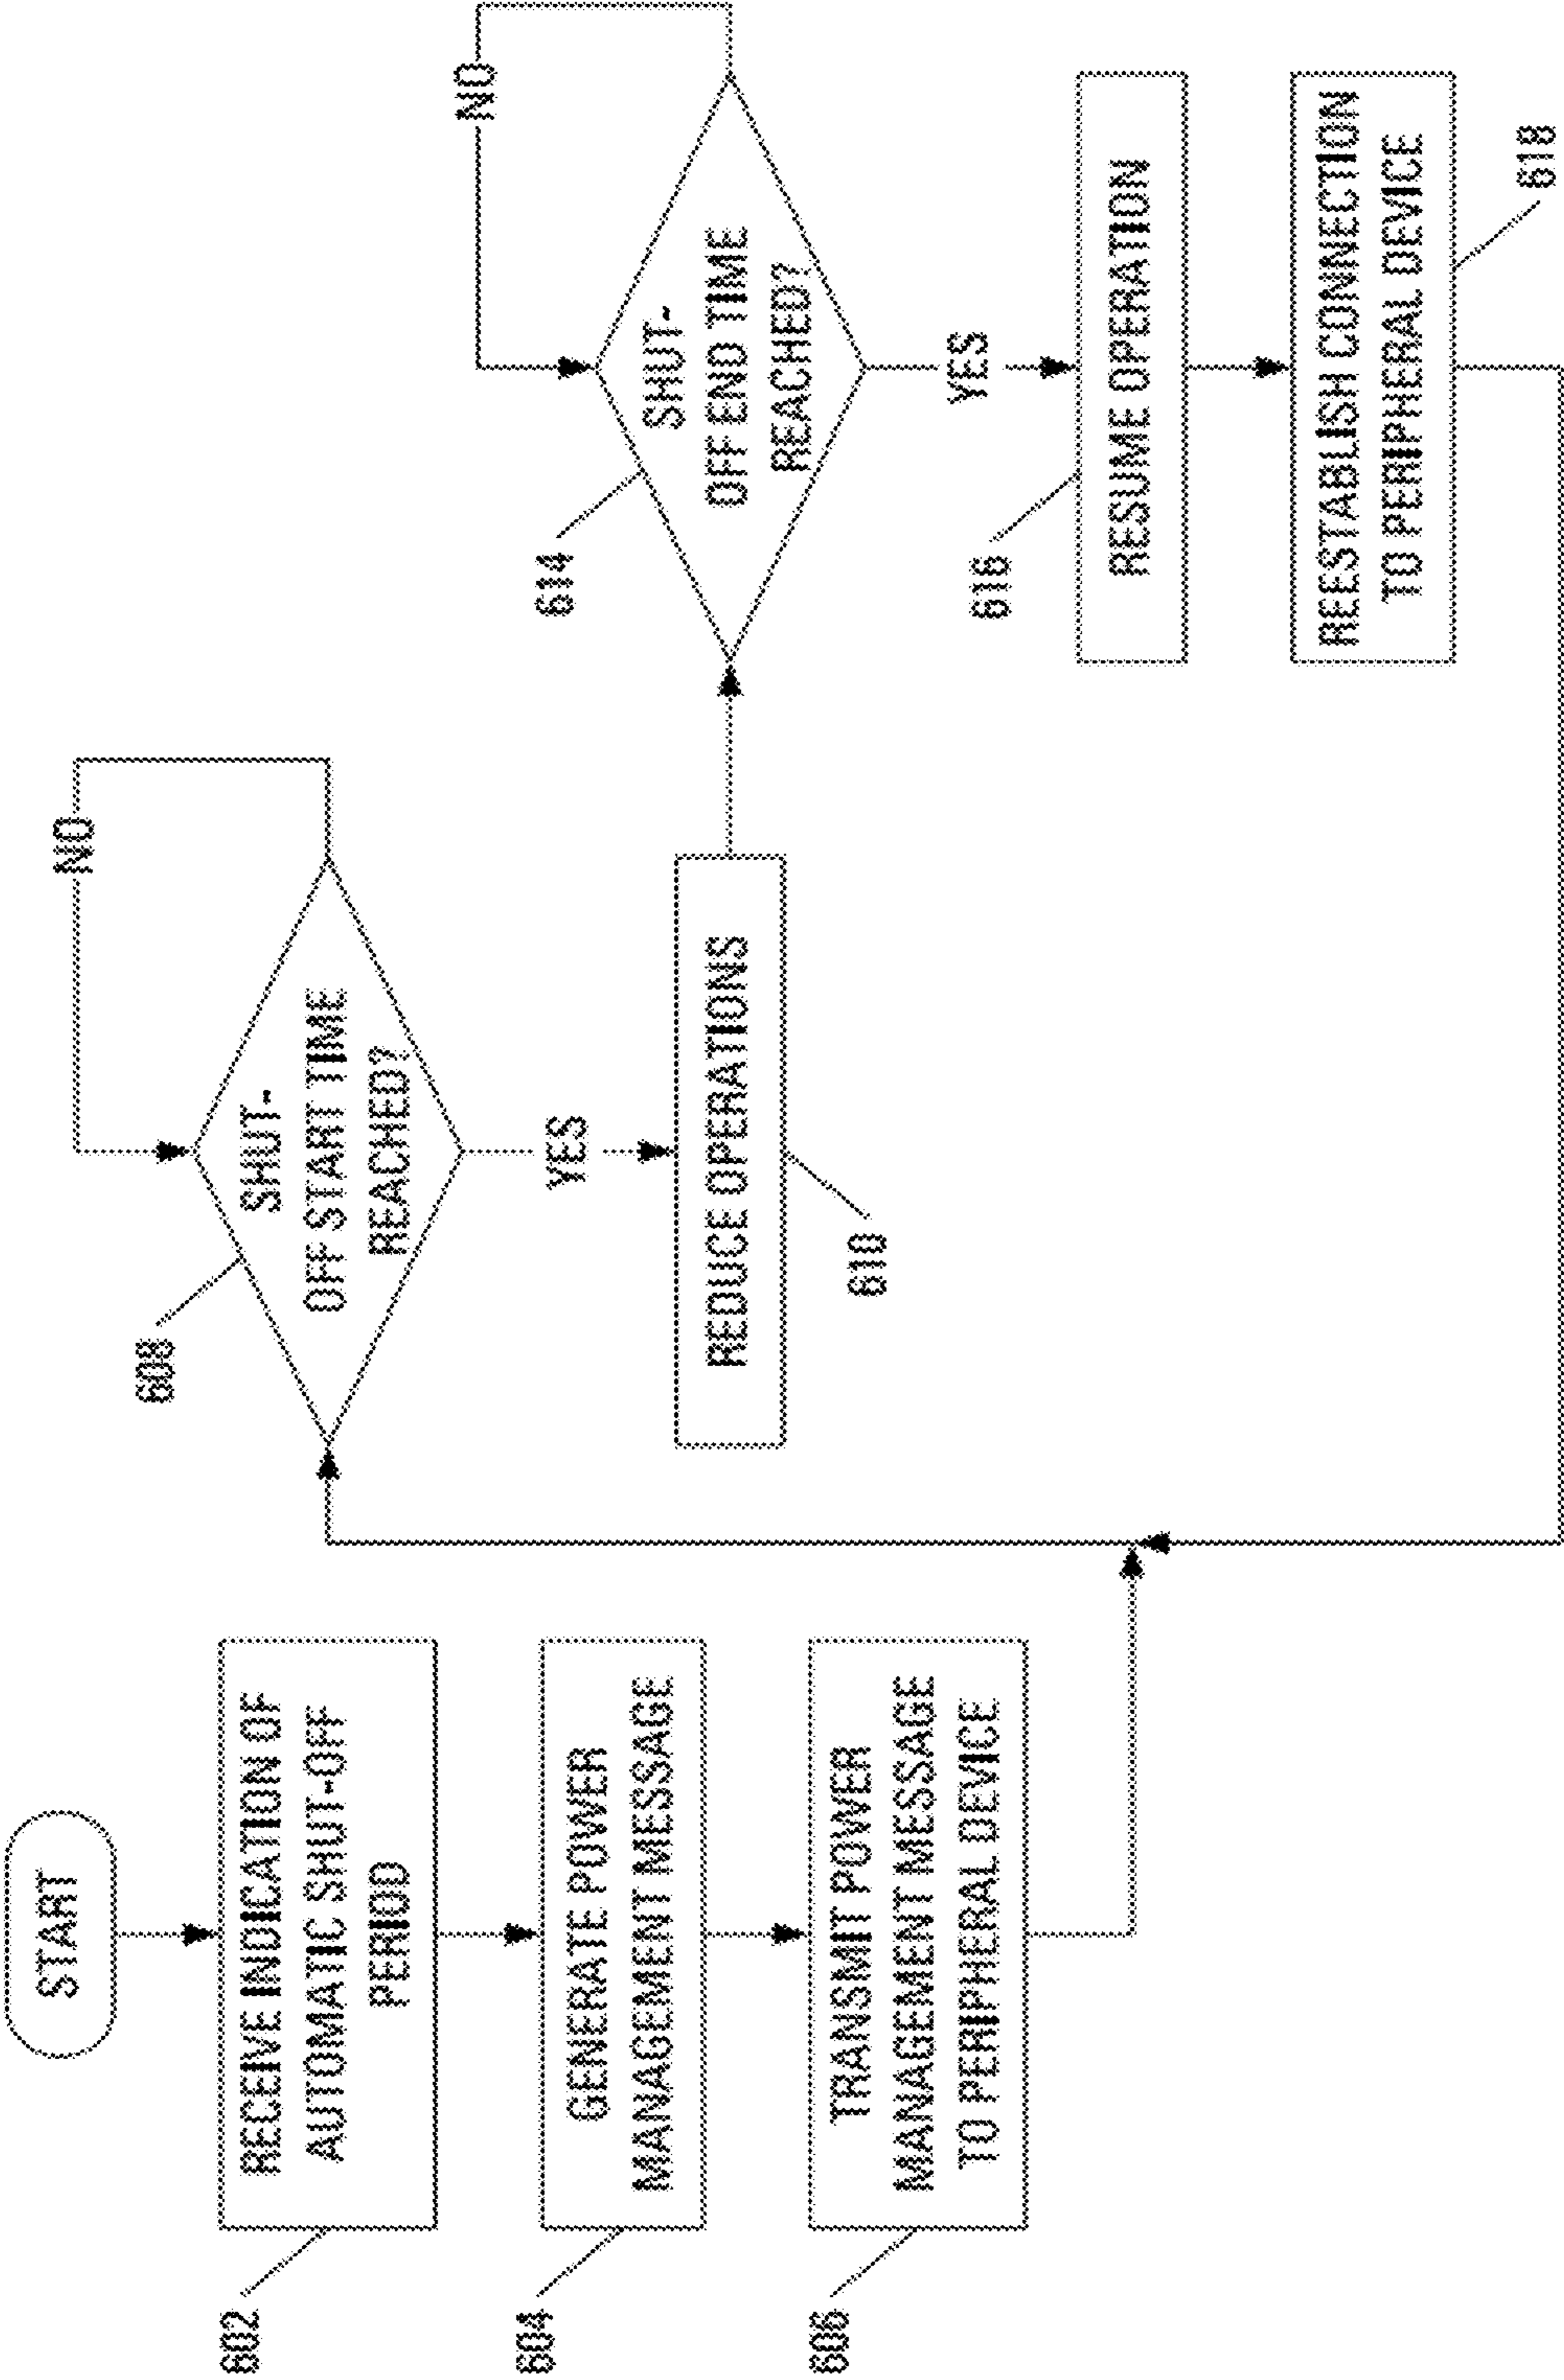 START
602
RECEIVE INDICATION OF
AUTOMATIC SHUT-OFF
PERIOD
604
GENERATE POWER
MANAGEMENT MESSAGE
606
TRANSMIT POWER
MANAGEMENT MESSAGE
TO PERIPHERAL DEVICE
608
SHUT-
OFF START TIME
REACHED?
NO
YES
REDUCE OPERATIONS
610
614
SHUT-
OFF END TIME
REACHED?
NO
YES
616
RESUME OPERATION
REESTABLISH CONNECTION
TO PERIPHERAL DEVICE
618